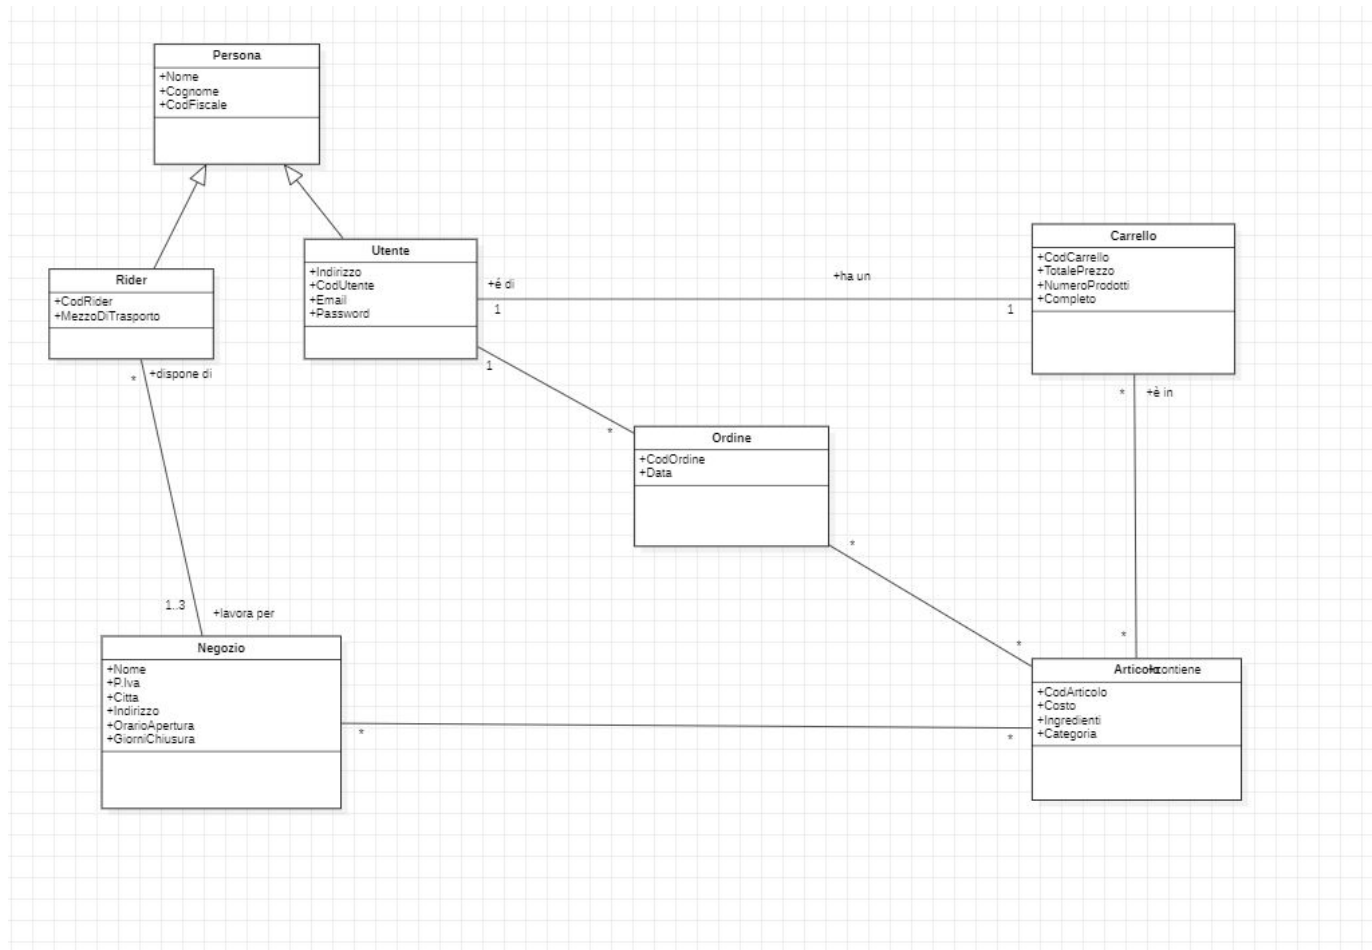 Persona
+Nome
+Cognome
+CodFiscale
Utente
+Indirizzo
+CodUtente
+Email
+Password
Rider
+CodRider
+MezzoDiTrasporto
+é di
1
+ha un
1
Carrello
+CodCarrello
+TotalePrezzo
+NumeroProdotti
+Completo
* +dispone di
1
*
* +è in
Ordine
+CodOrdine
+Data
*
*
*
1..3 +lavora per
Negozio
+Nome
+P.Iva
+Citta
+Indirizzo
+OrarioApertura
+GiorniChiusura
*
*
Articolo
+contiene
+CodArticolo
+Costo
+Ingredienti
+Categoria